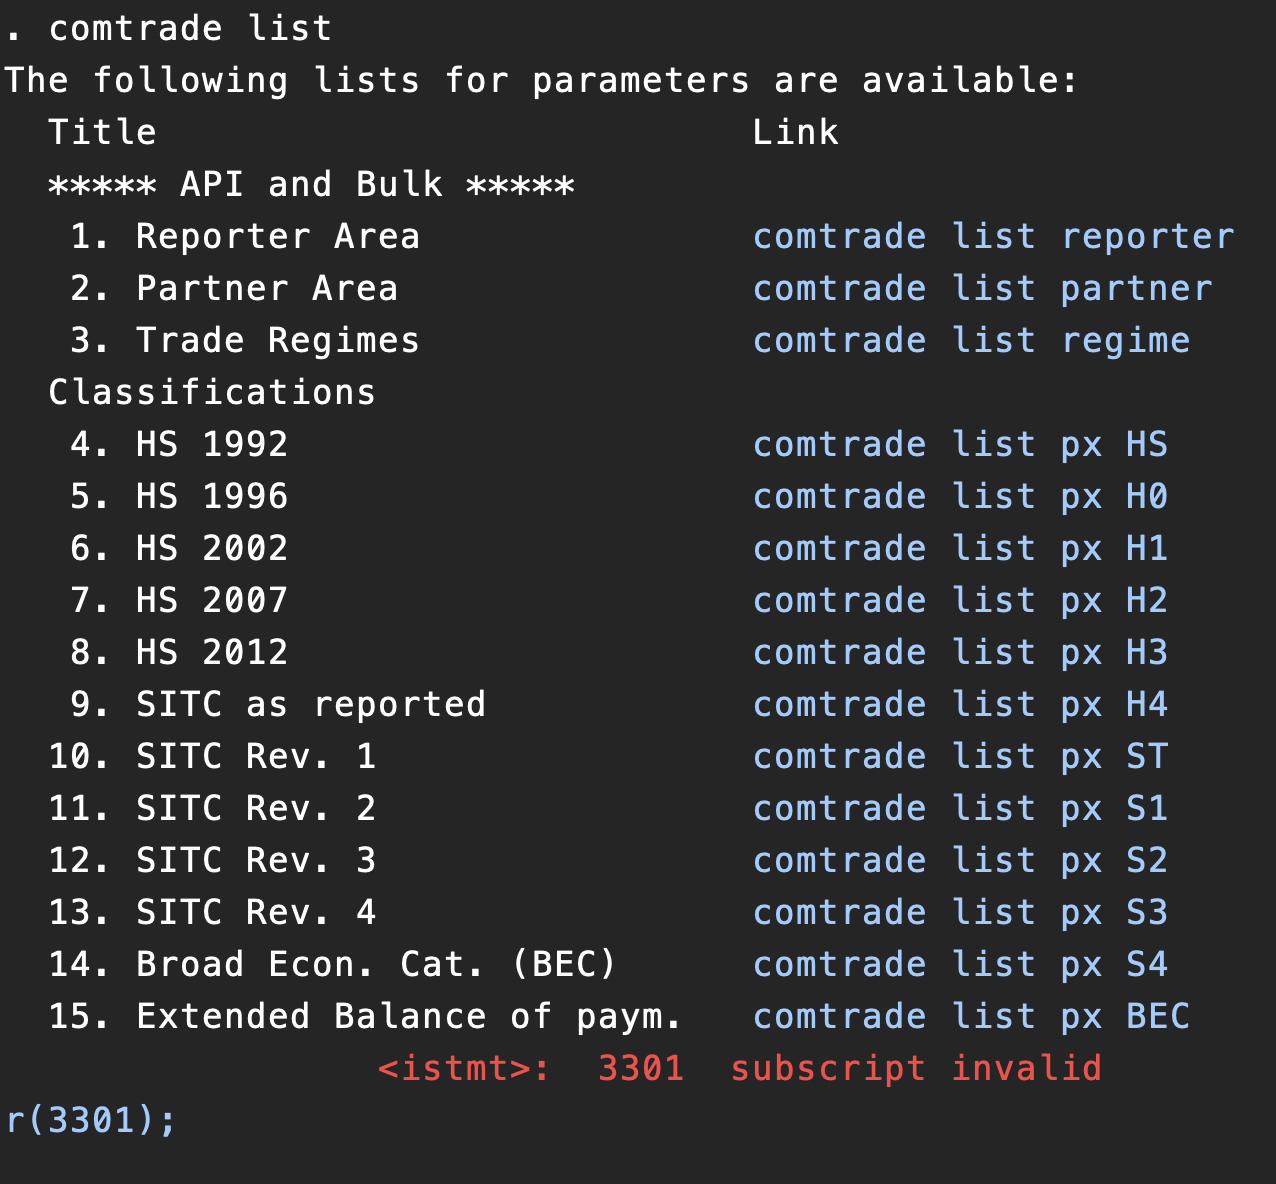 . comtrade list
The following lists for parameters are available:
Title Link
***** API and Bulk *****
1. Reporter Area comtrade list reporter
2. Partner Area comtrade list partner
3. Trade Regimes comtrade list regime
Classifications
4. HS 1992 comtrade list px HS
5. HS 1996 comtrade list px H0
6. HS 2002 comtrade list px H1
7. HS 2007 comtrade list px H2
8. HS 2012 comtrade list px H3
9. SITC as reported comtrade list px H4
10. SITC Rev. 1 comtrade list px ST
11. SITC Rev. 2 comtrade list px S1
12. SITC Rev. 3 comtrade list px S2
13. SITC Rev. 4 comtrade list px S3
14. Broad Econ. Cat. (BEC) comtrade list px S4
15. Extended Balance of paym. comtrade list px BEC
<istmt>: 3301 subscript invalid
r(3301);